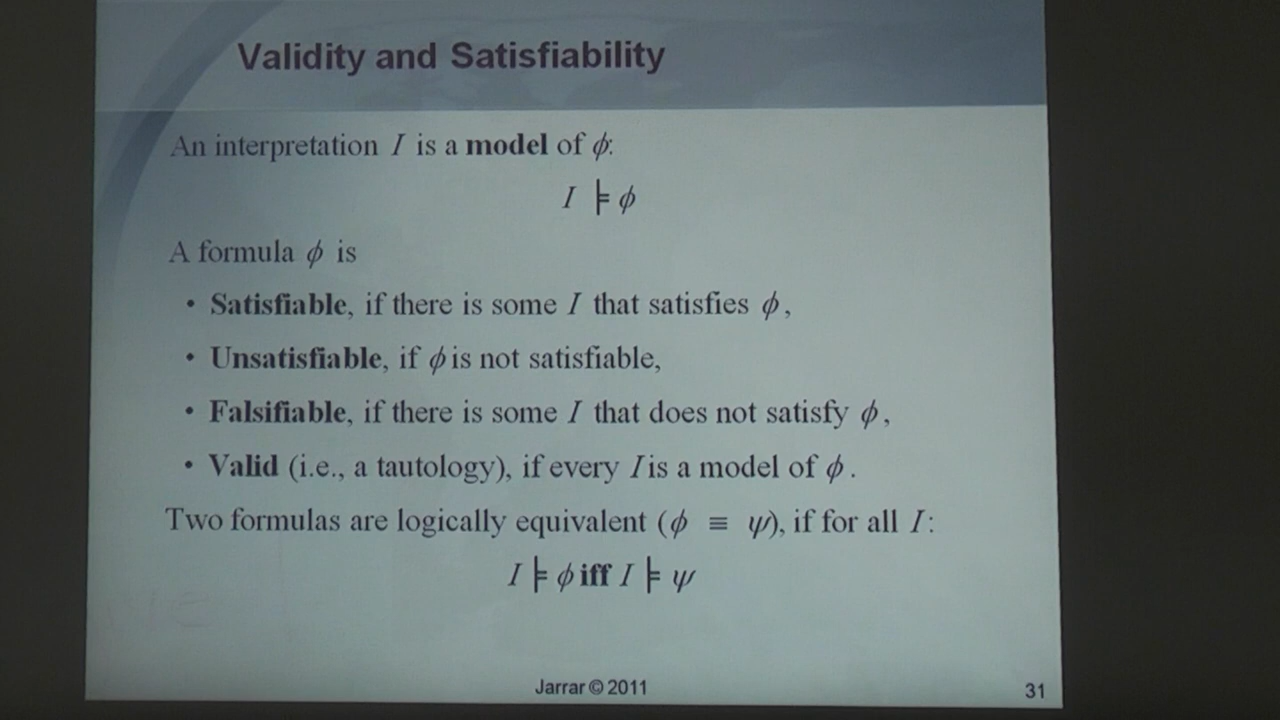 Validity and Satisfiability
An interpretation I is a model of ϕ:
I ⊧ ϕ
A formula ϕ is
• Satisfiable, if there is some I that satisfies ϕ,
• Unsatisfiable, if ϕ is not satisfiable,
• Falsifiable, if there is some I that does not satisfy ϕ,
• Valid (i.e., a tautology), if every I is a model of ϕ.
Two formulas are logically equivalent (ϕ ≡ ψ), if for all I:
I ⊧ ϕ iff I ⊧ ψ
Jarrar © 2011
31